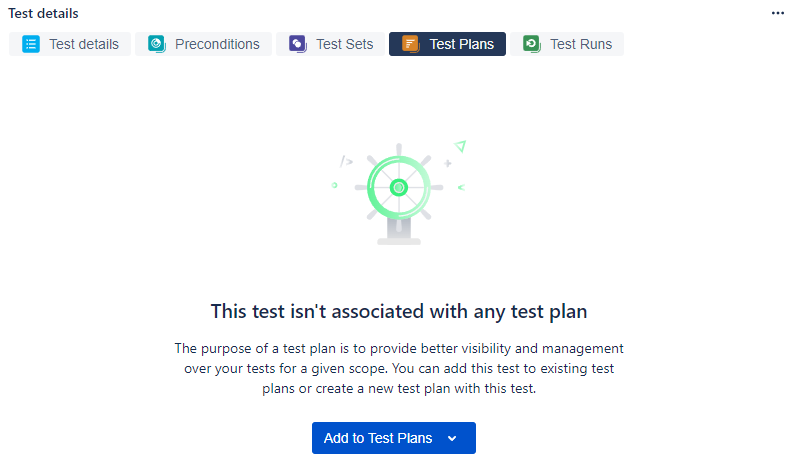 Test details
Test details
Preconditions
Test Sets
Test Plans
Test Runs
This test isn't associated with any test plan
The purpose of a test plan is to provide better visibility and management
over your tests for a given scope. You can add this test to existing test
plans or create a new test plan with this test.
Add to Test Plans